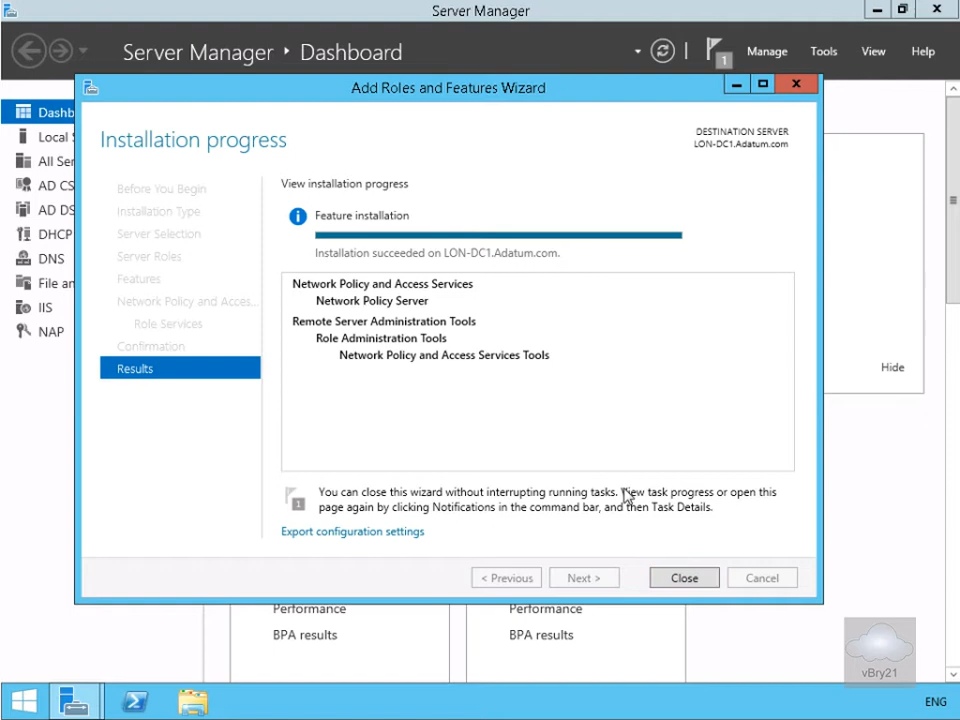 Server Manager
Server Manager ‣ Dashboard
1
Manage
Tools
View
Help
Add Roles and Features Wizard
Installation progress
DESTINATION SERVER
LON-DC1.Adatum.com
Dashb
Local S
All Ser
AD CS
AD DS
DHCP
DNS
File an
IIS
NAP
Before You Begin
Installation Type
Server Selection
Server Roles
Features
Network Policy and Acces...
Role Services
Confirmation
Results
View installation progress
Feature installation
Installation succeeded on LON-DC1.Adatum.com.
Network Policy and Access Services
Network Policy Server
Remote Server Administration Tools
Role Administration Tools
Network Policy and Access Services Tools
Hide
1
You can close this wizard without interrupting running tasks. View task progress or open this
page again by clicking Notifications in the command bar, and then Task Details.
Export configuration settings
< Previous
Next >
Close
Cancel
Performance
BPA results
Performance
BPA results
vBry21
ENG